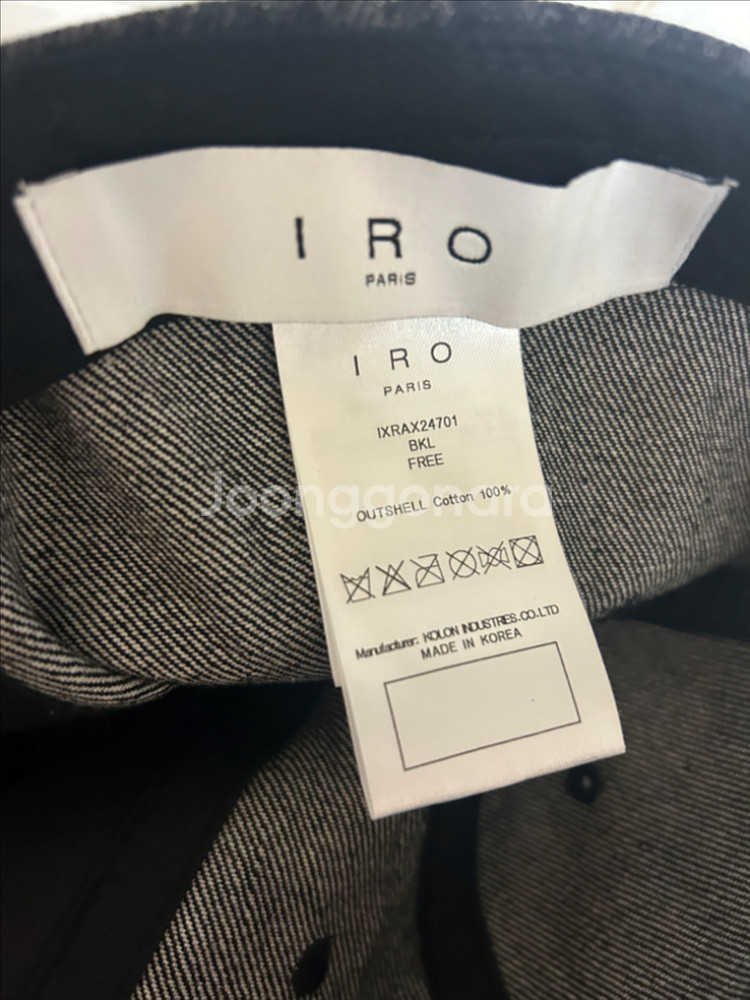 IRO
PARIS
IRO
PARIS
IXRAX24701
BKL
FREE
Joonggonara
OUTSHELL Cotton 100%
Manufacturer: KOLON INDUSTRIES.CO.LTD
MADE IN KOREA